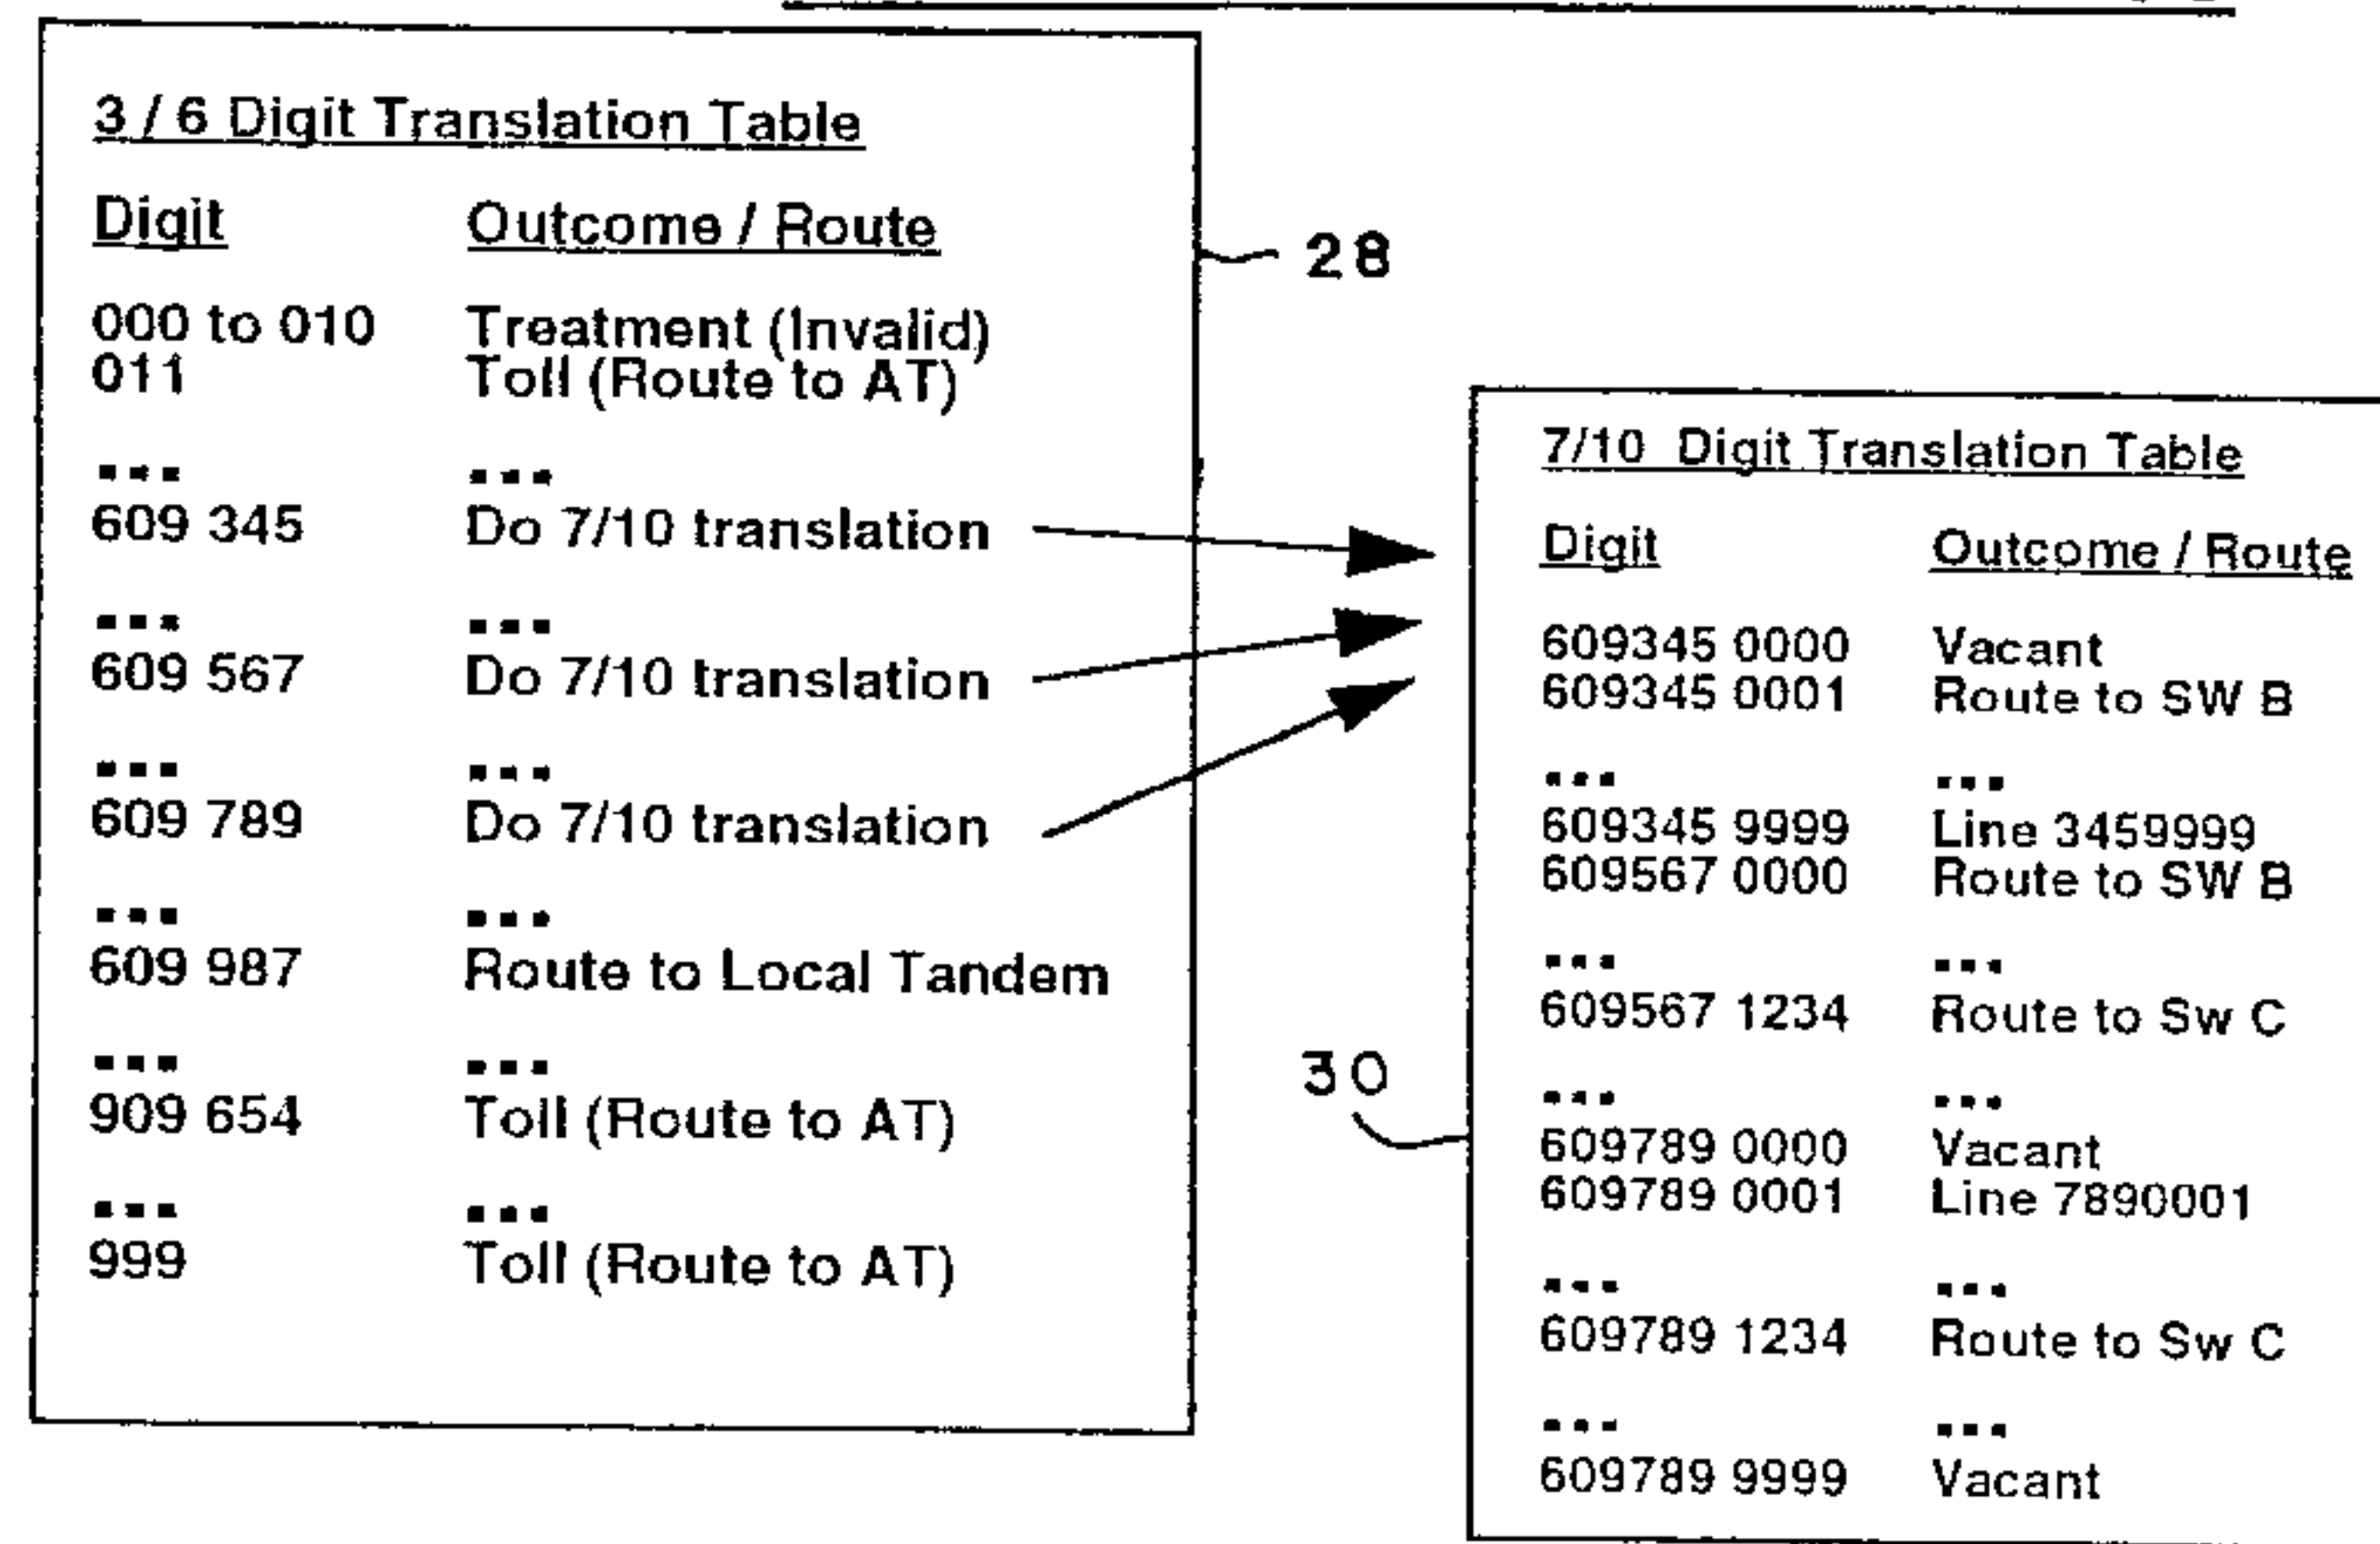 3 / 6 Digit Translation Table
Digit Outcome / Route
000 to 010 Treatment (Invalid)
011 Toll (Route to AT)
... ...
609 345 Do 7/10 translation
... ...
609 567 Do 7/10 translation
... ...
609 789 Do 7/10 translation
... ...
609 987 Route to Local Tandem
... ...
909 654 Toll (Route to AT)
... ...
999 Toll (Route to AT)
28
7/10 Digit Translation Table
Digit Outcome / Route
609345 0000 Vacant
609345 0001 Route to SW B
... ...
609345 9999 Line 3459999
609567 0000 Route to SW B
... ...
609567 1234 Route to Sw C
... ...
609789 0000 Vacant
609789 0001 Line 7890001
... ...
609789 1234 Route to Sw C
... ...
609789 9999 Vacant
30